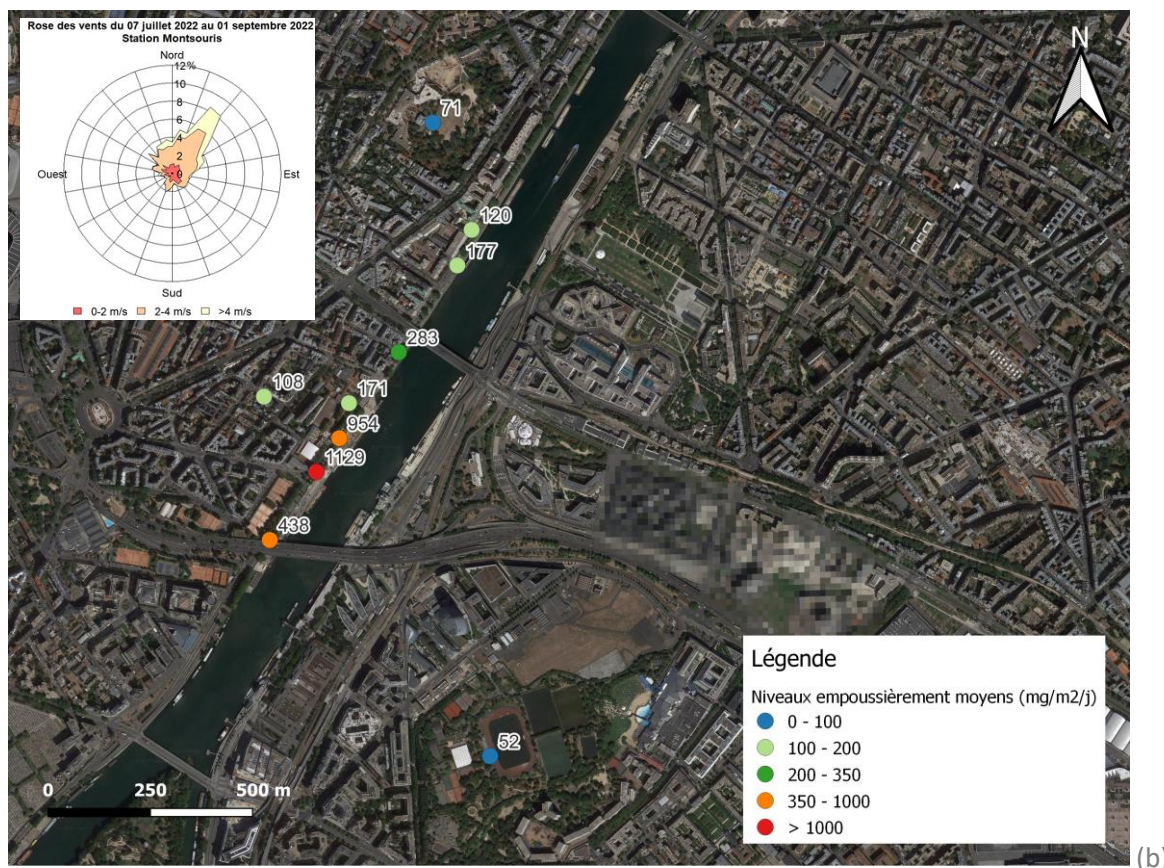 Rose des vents du 07 juillet 2022 au 01 septembre 2022
Station Montsouris
Nord
12%
10
8
6
4
2
0
Ouest
Est
Sud
0-2 m/s 2-4 m/s >4 m/s
N
71
120
177
283
108
171
954
1129
438
52
0 250 500 m
Légende
Niveaux empoussièrement moyens (mg/m2/j)
0 - 100
100 - 200
200 - 350
350 - 1000
> 1000
(b)